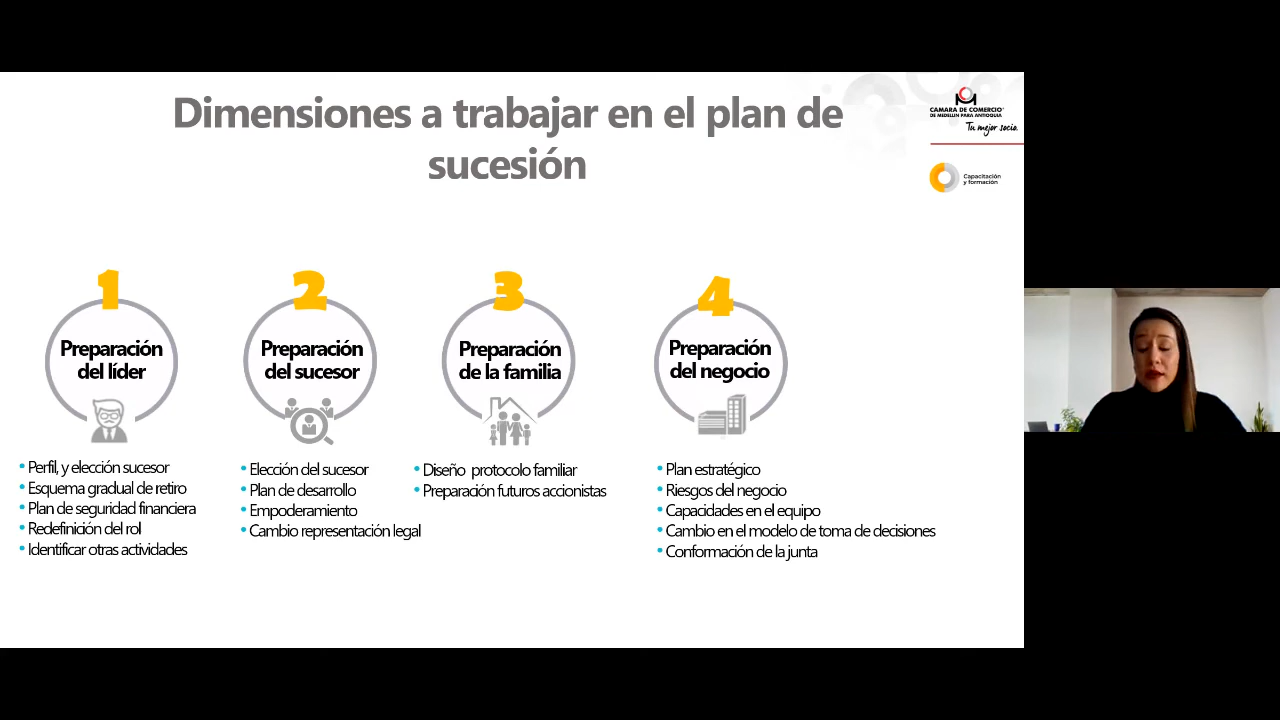 Dimensiones a trabajar en el plan de
sucesión
CAMARA DE COMERCIO
DE MEDELLÍN PARA ANTIOQUIA
Tu mejor socio.
Capacitación
y formación
1
Preparación
del líder
• Perfil, y elección sucesor
• Esquema gradual de retiro
• Plan de seguridad financiera
• Redefinición del rol
• Identificar otras actividades
2
Preparación
del sucesor
• Elección del sucesor
• Plan de desarrollo
• Empoderamiento
• Cambio representación legal
3
Preparación
de la familia
• Diseño protocolo familiar
• Preparación futuros accionistas
4
Preparación
del negocio
• Plan estratégico
• Riesgos del negocio
• Capacidades en el equipo
• Cambio en el modelo de toma de decisiones
• Conformación de la junta